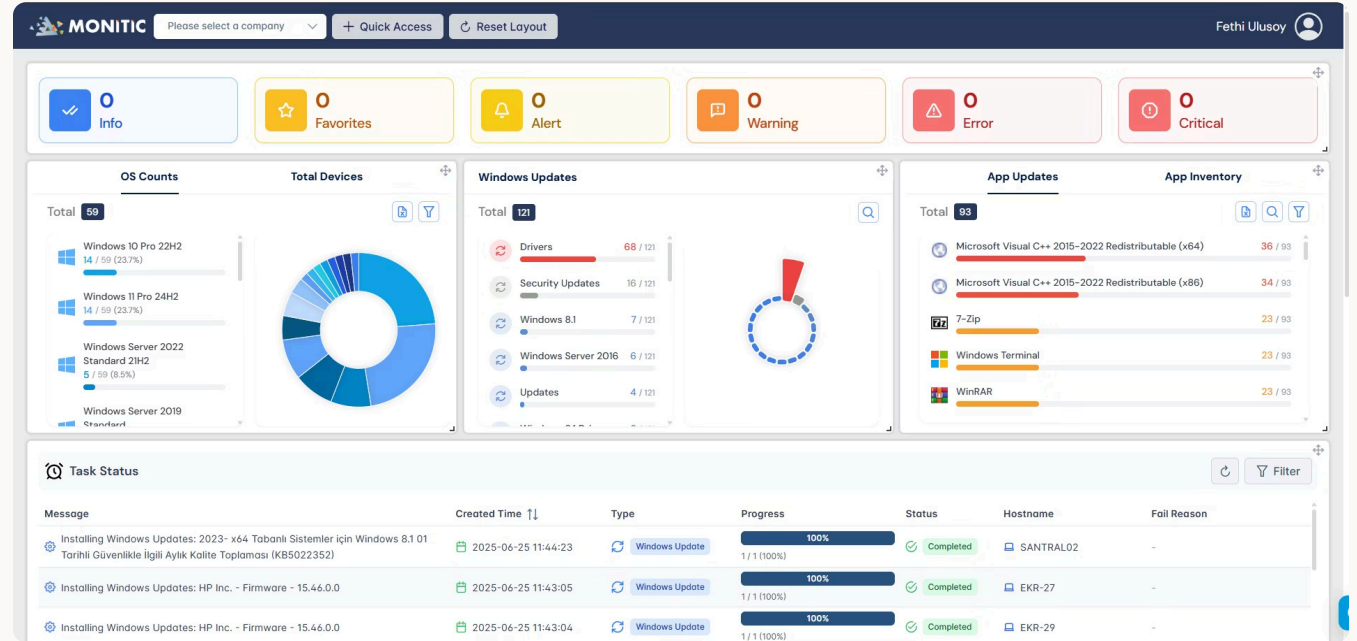 MONITIC
Please select a company
+ Quick Access
Reset Layout
Fethi Ulusoy
0
Info
0
Favorites
0
Alert
0
Warning
0
Error
0
Critical
OS Counts
Total Devices
Total 59
Windows 10 Pro 22H2
14 / 59 (23.7%)
Windows 11 Pro 24H2
14 / 59 (23.7%)
Windows Server 2022
Standard 21H2
5 / 59 (8.5%)
Windows Server 2019
Standard
Windows Updates
Total 121
Drivers 68 / 121
Security Updates 16 / 121
Windows 8.1 7 / 121
Windows Server 2016 6 / 121
Updates 4 / 121
App Updates
App Inventory
Total 93
Microsoft Visual C++ 2015-2022 Redistributable (x64) 36 / 93
Microsoft Visual C++ 2015-2022 Redistributable (x86) 34 / 93
7-Zip 23 / 93
Windows Terminal 23 / 93
WinRAR 23 / 93
Task Status
Filter
Message Created Time Type Progress Status Hostname Fail Reason
Installing Windows Updates: 2023- x64 Tabanlı Sistemler için Windows 8.1 01
Tarihli Güvenlikle İlgili Aylık Kalite Toplaması (KB5022352)
2025-06-25 11:44:23 Windows Update 100% Completed SANTRAL02 -
1 / 1 (100%)
Installing Windows Updates: HP Inc. - Firmware - 15.46.0.0 2025-06-25 11:43:05 Windows Update 100% Completed EKR-27 -
1 / 1 (100%)
Installing Windows Updates: HP Inc. - Firmware - 15.46.0.0 2025-06-25 11:43:04 Windows Update 100% Completed EKR-29 -
1 / 1 (100%)